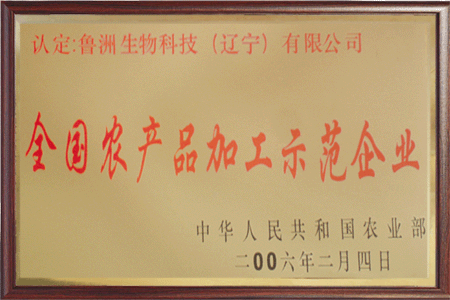 认定:鲁洲生物科技（辽宁）有限公司
全国农产品加工示范企业
中华人民共和国农业部
二00六年二月四日